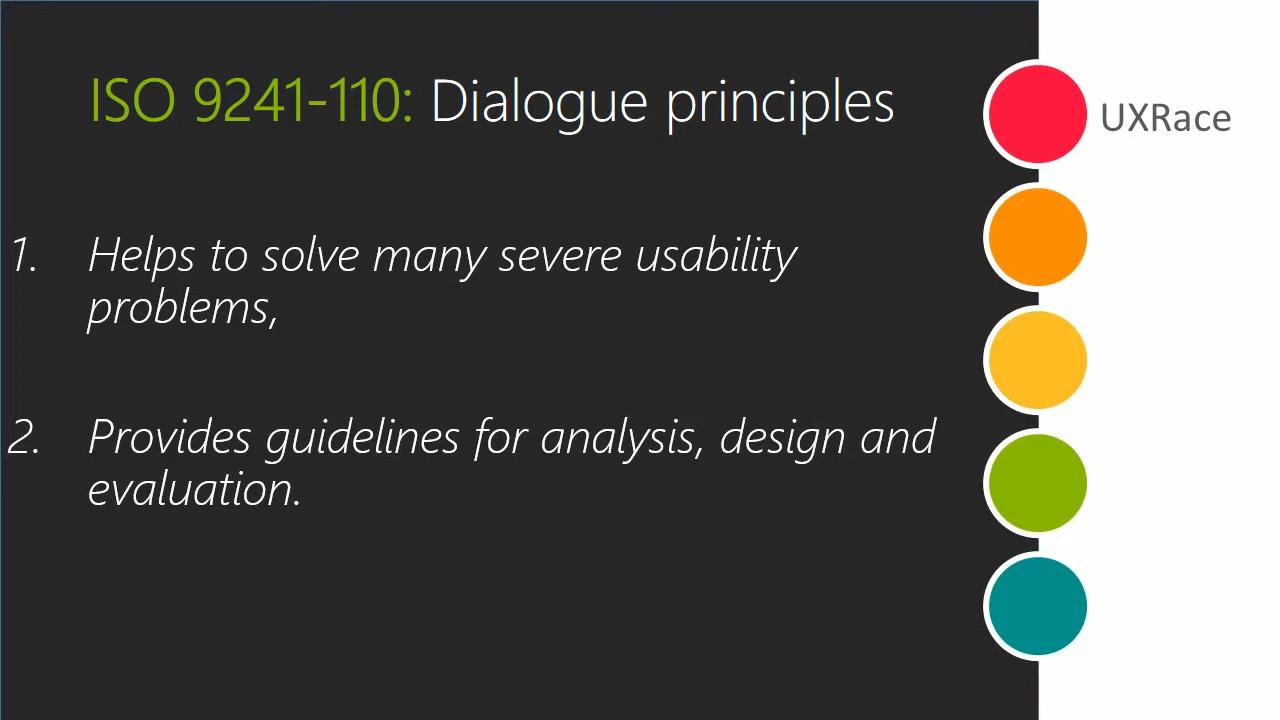 ISO 9241-110: Dialogue principles
UXRace
1. Helps to solve many severe usability
problems,
2. Provides guidelines for analysis, design and
evaluation.